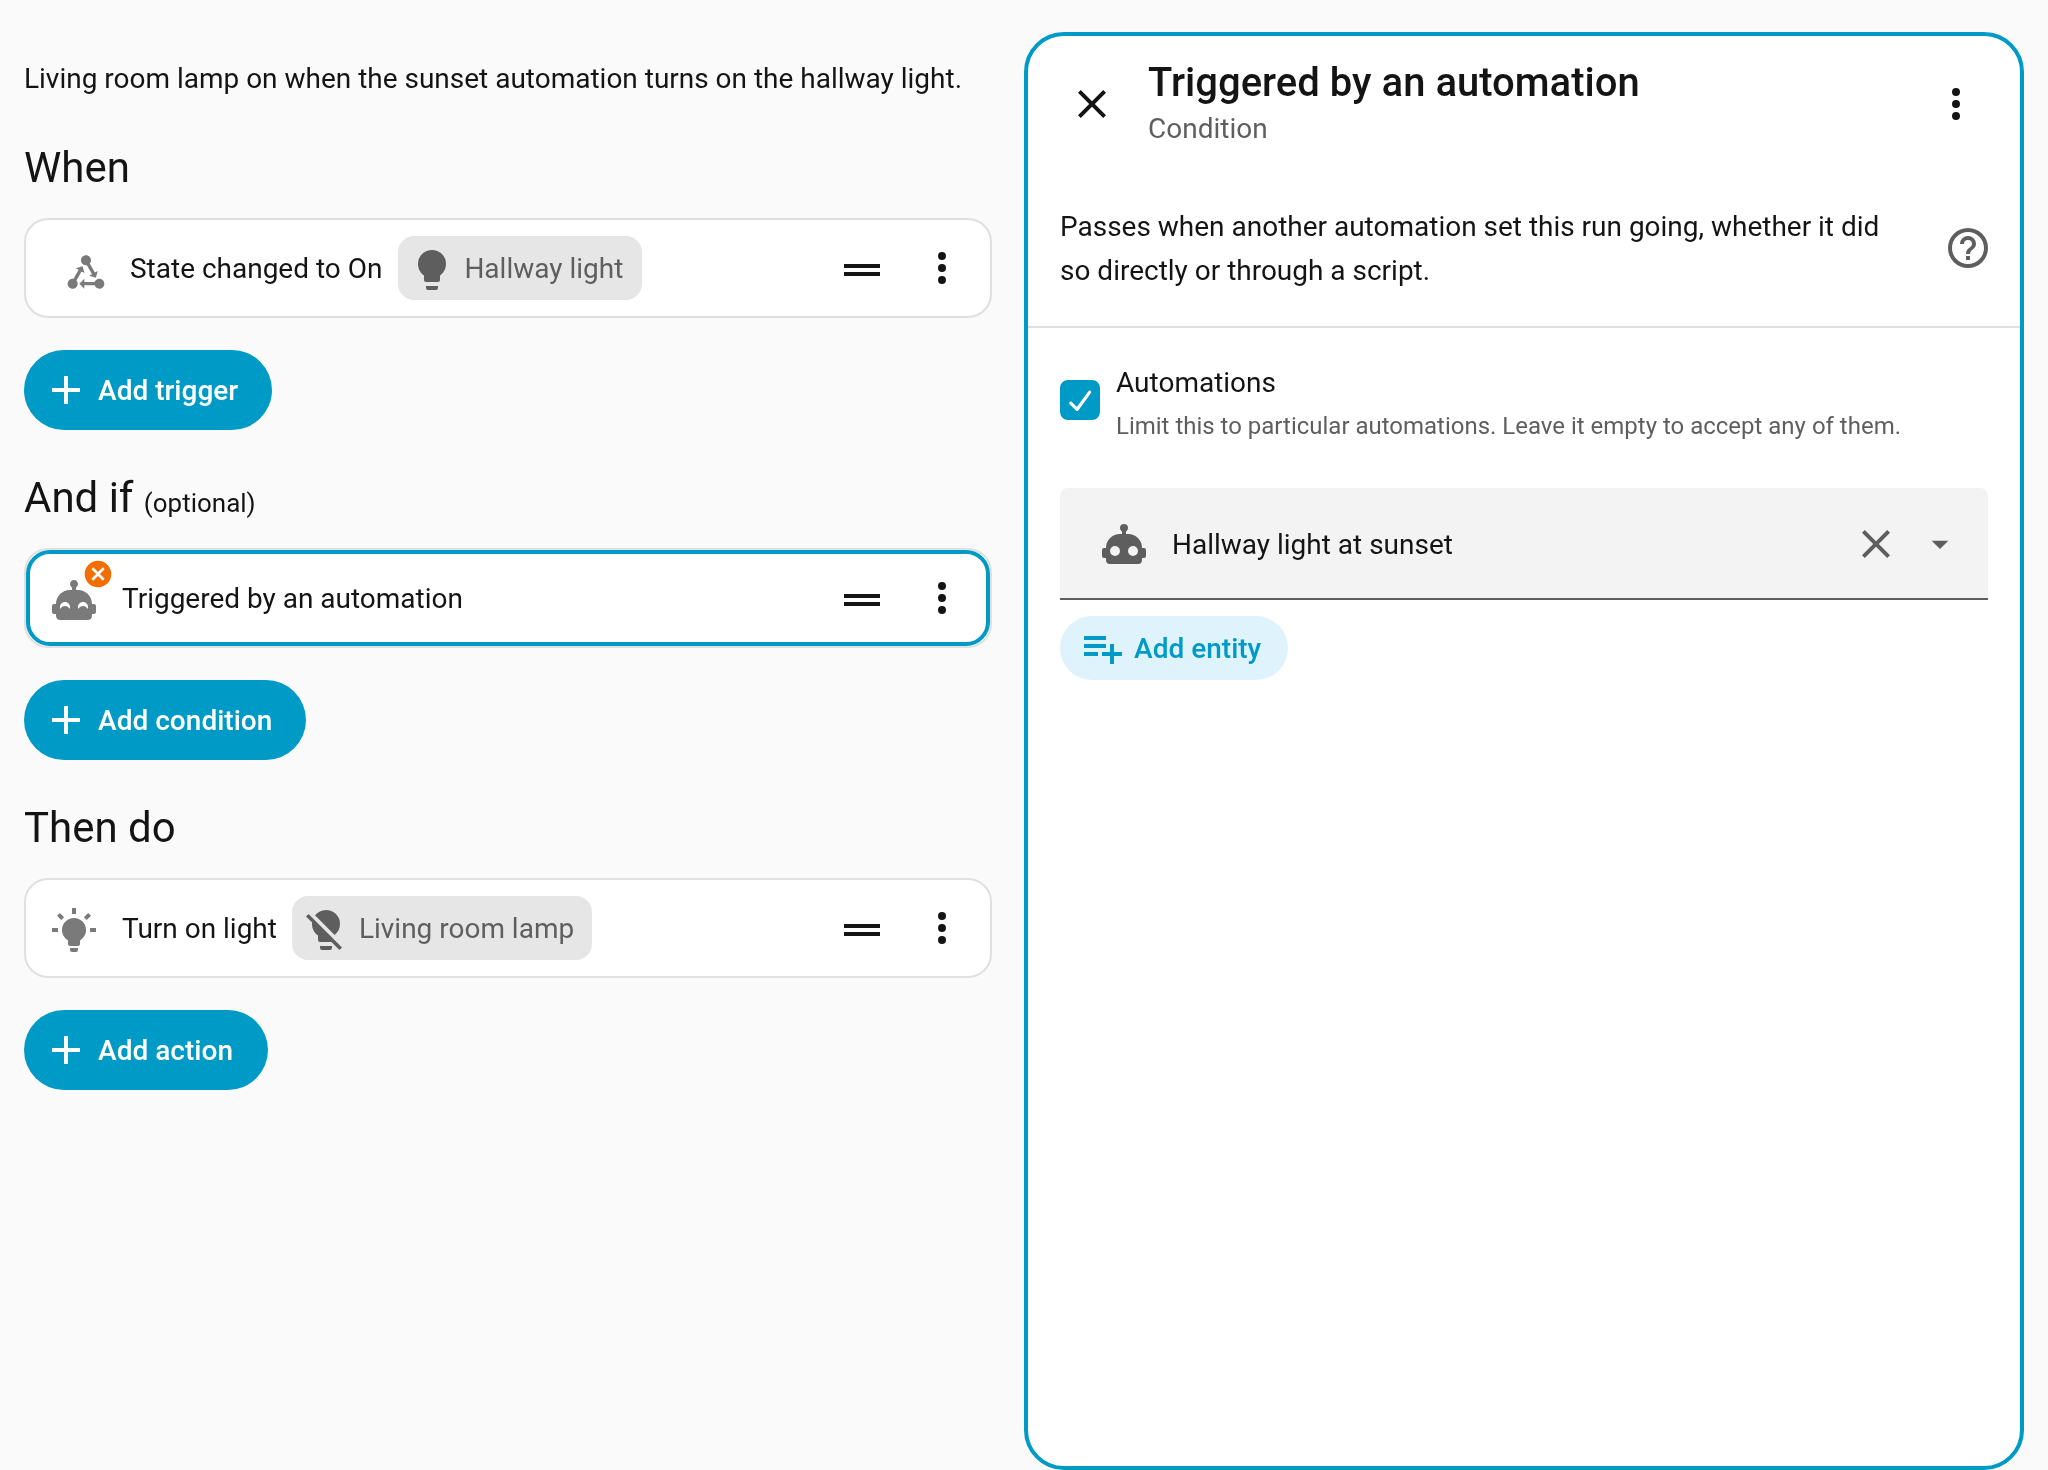 Living room lamp on when the sunset automation turns on the hallway light.
When
State changed to On Hallway light
Add trigger
And if (optional)
Triggered by an automation
Add condition
Then do
Turn on light Living room lamp
Add action
Triggered by an automation
Condition
Passes when another automation set this run going, whether it did
so directly or through a script.
Automations
Limit this to particular automations. Leave it empty to accept any of them.
Hallway light at sunset
Add entity